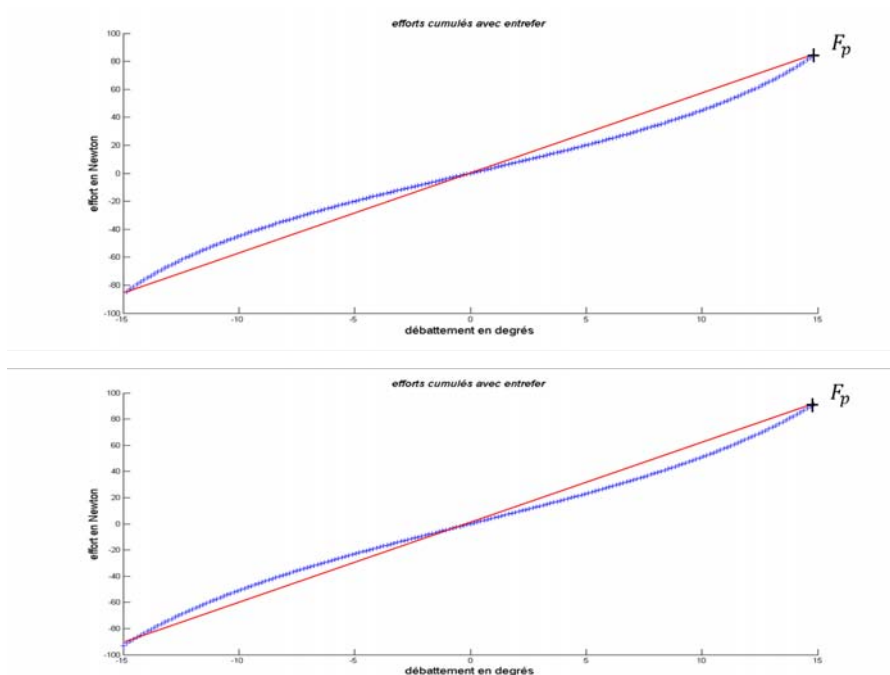 efforts cumulés avec entrefer
F_p
100
80
60
40
20
0
-20
-40
-60
-80
-100
effort en Newton
-15 -10 -5 0 5 10 15
débattement en degrés
efforts cumulés avec entrefer
F_p
100
80
60
40
20
0
-20
-40
-60
-80
-100
effort en Newton
-15 -10 -5 0 5 10 15
débattement en degrés